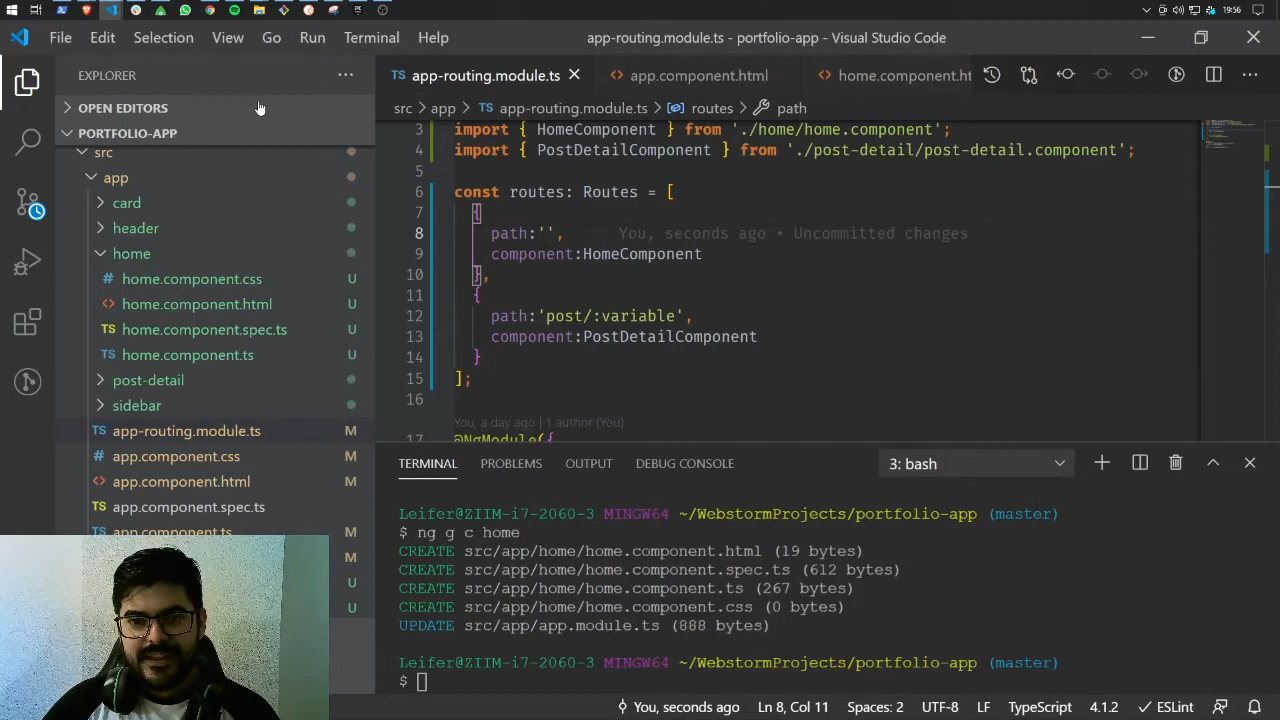 19:56
File Edit Selection View Go Run Terminal Help
app-routing.module.ts - portfolio-app - Visual Studio Code
EXPLORER
OPEN EDITORS
PORTFOLIO-APP
src
app
card
header
home
home.component.css U
home.component.html U
home.component.spec.ts U
home.component.ts U
post-detail
sidebar
app-routing.module.ts M
app.component.css M
app.component.html M
app.component.spec.ts
app.component.ts M
M
U
U
app-routing.module.ts app.component.html home.component.ht
src > app > app-routing.module.ts > routes > path
3 import { HomeComponent } from './home/home.component';
4 import { PostDetailComponent } from './post-detail/post-detail.component';
5
6 const routes: Routes = [
7 {
8 path:'', You, seconds ago • Uncommitted changes
9 component:HomeComponent
10 },
11 {
12 path:'post/:variable',
13 component:PostDetailComponent
14 }
15 ];
16
You, a day ago | 1 author (You)
17 @NgModule({
TERMINAL PROBLEMS OUTPUT DEBUG CONSOLE 3: bash
Leifer@ZIIM-i7-2060-3 MINGW64 ~/WebstormProjects/portfolio-app (master)
$ ng g c home
CREATE src/app/home/home.component.html (19 bytes)
CREATE src/app/home/home.component.spec.ts (612 bytes)
CREATE src/app/home/home.component.ts (267 bytes)
CREATE src/app/home/home.component.css (0 bytes)
UPDATE src/app/app.module.ts (888 bytes)
Leifer@ZIIM-i7-2060-3 MINGW64 ~/WebstormProjects/portfolio-app (master)
$
You, seconds ago Ln 8, Col 11 Spaces: 2 UTF-8 LF TypeScript 4.1.2 ESLint